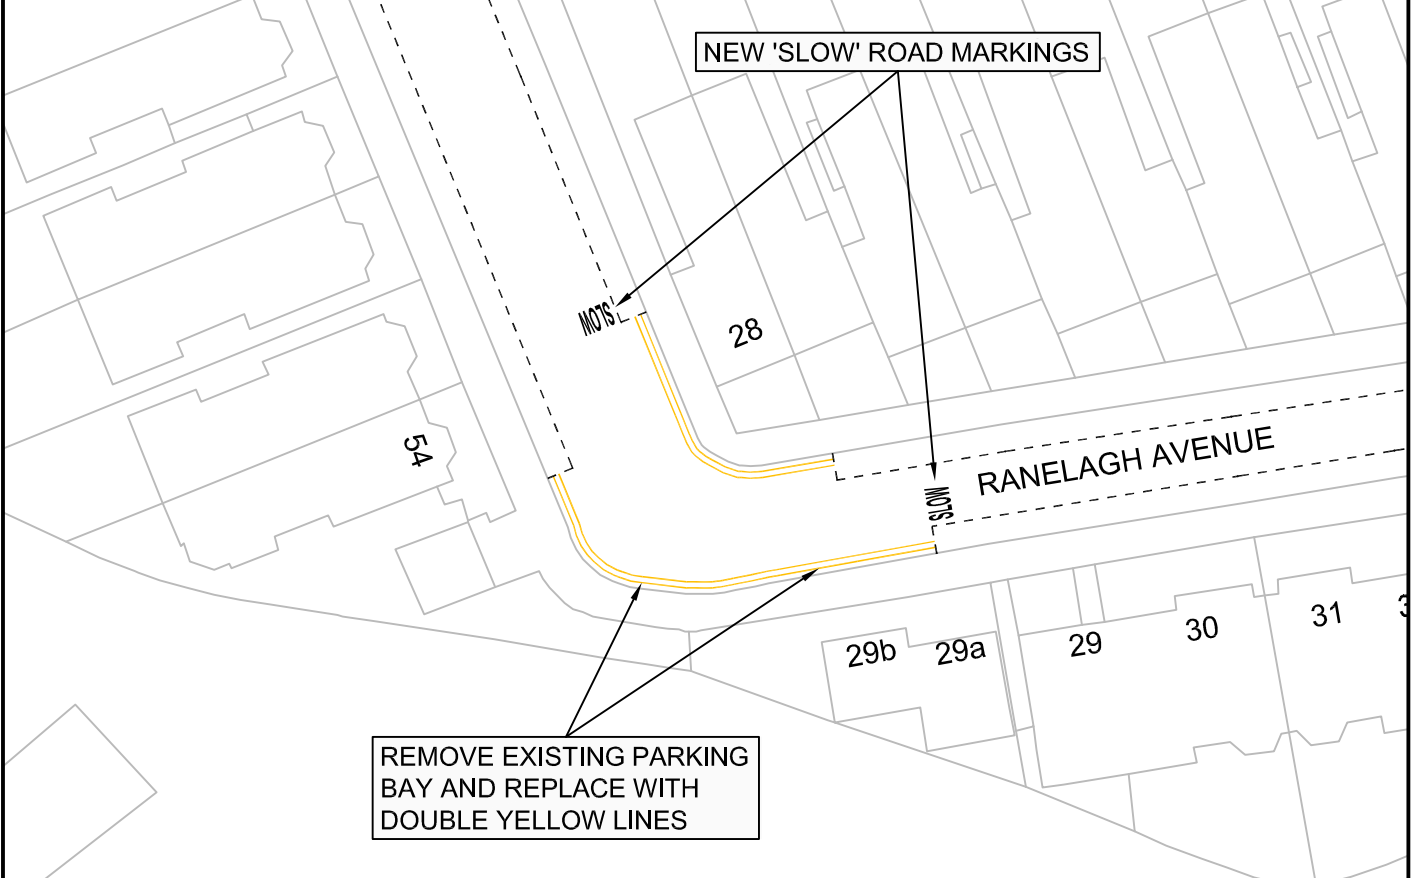 NEW 'SLOW' ROAD MARKINGS
SLOW
28
54
RANELAGH AVENUE
SLOW
29b
29a
29
30
31
REMOVE EXISTING PARKING
BAY AND REPLACE WITH
DOUBLE YELLOW LINES